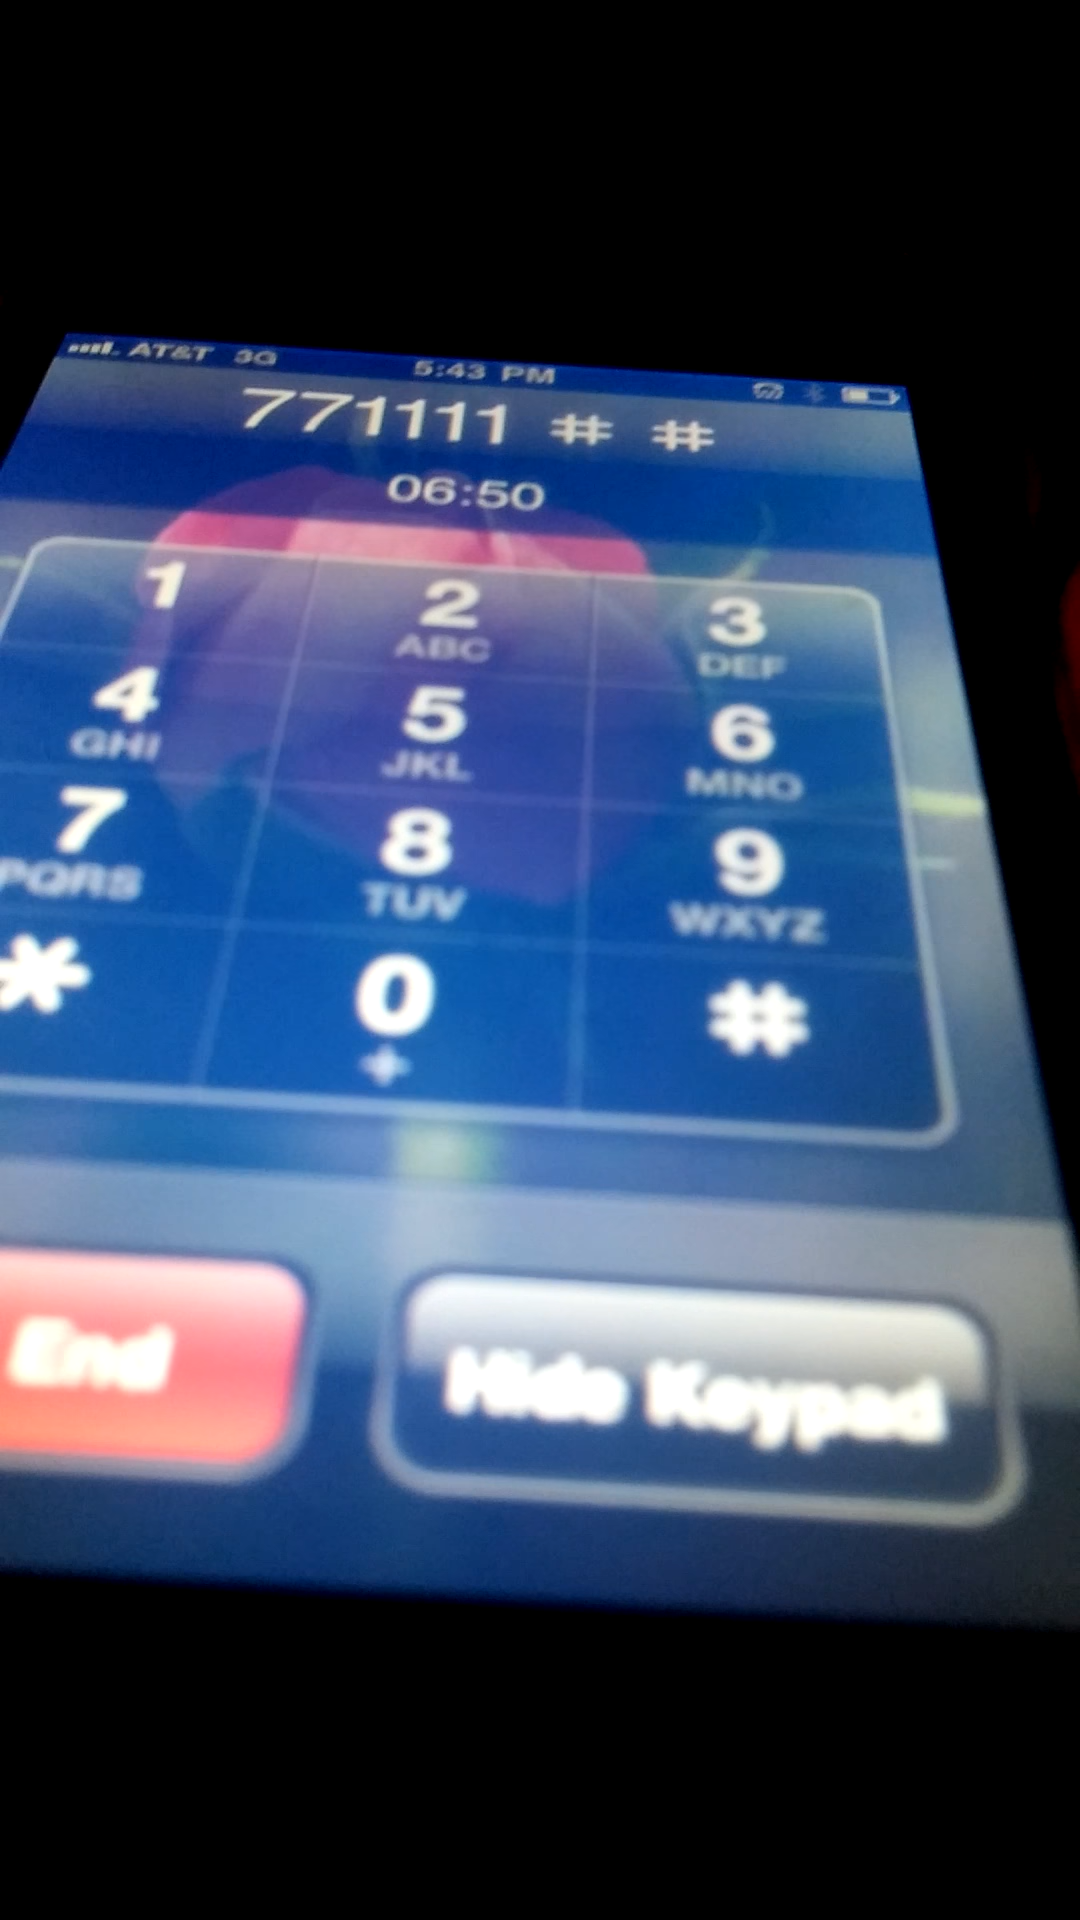 AT&T 3G 5:43 PM
771111 # #
06:50
1 2 3
ABC DEF
4 5 6
GHI JKL MNO
7 8 9
PQRS TUV WXYZ
* 0 #
+
End Hide Keypad